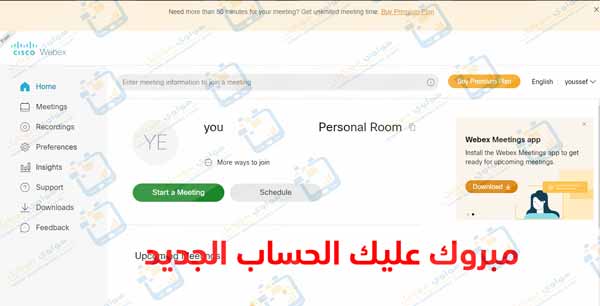 Need more than 50 minutes for your meeting? Get unlimited meeting time. Buy Premium Plan
CISCO Webex
Enter meeting information to join a meeting
Buy Premium Plan
English
youssef
Home
Meetings
Recordings
Preferences
Insights
Support
Downloads
Feedback
YE
you
Personal Room
More ways to join
Start a Meeting
Schedule
Webex Meetings app
Install the Webex Meetings app to get
ready for upcoming meetings.
Download
Upcoming Meetings
مبروك عليك الحساب الجديد